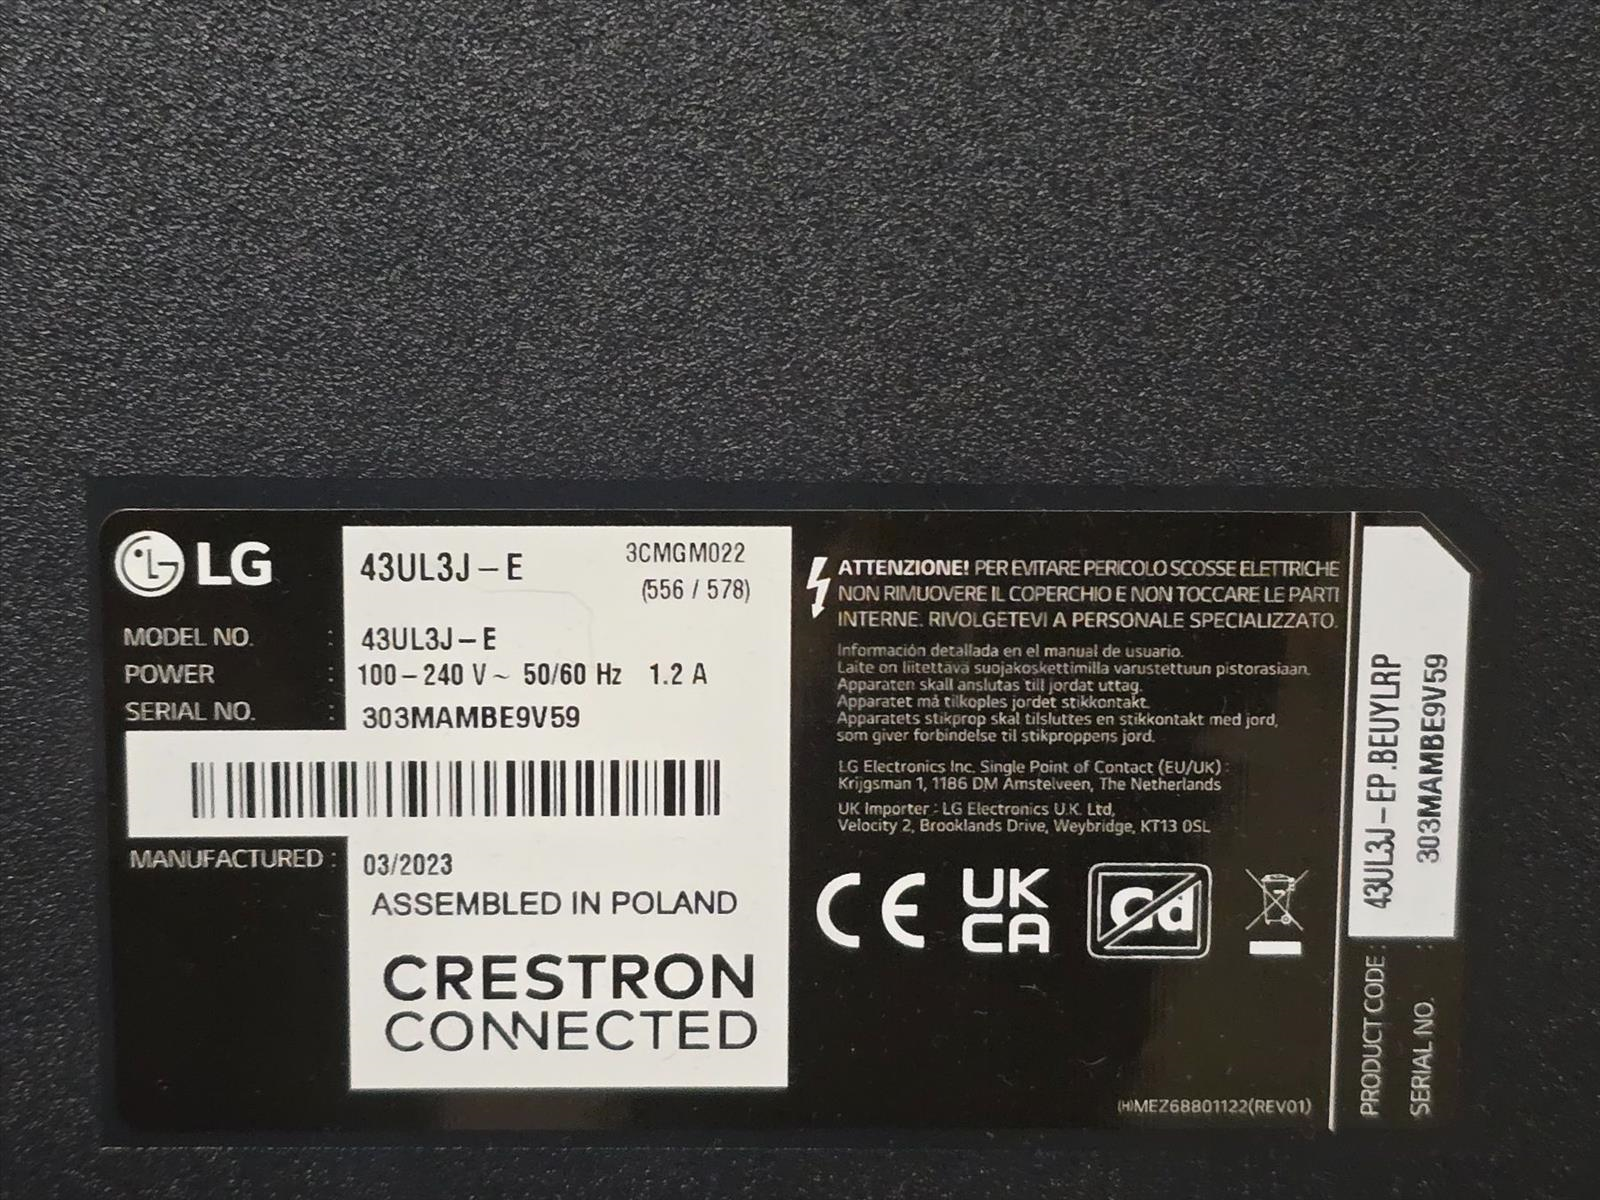 LG
43UL3J-E
3CMGM022
(556 / 578)
MODEL NO. : 43UL3J-E
POWER : 100-240 V~ 50/60 Hz 1.2 A
SERIAL NO. : 303MAMBE9V59
MANUFACTURED : 03/2023
ASSEMBLED IN POLAND
CRESTRON
CONNECTED
ATTENZIONE! PER EVITARE PERICOLO SCOSSE ELETTRICHE
NON RIMUOVERE IL COPERCHIO E NON TOCCARE LE PARTI
INTERNE. RIVOLGETEVI A PERSONALE SPECIALIZZATO.
Información detallada en el manual de usuario.
Laite on liitettävä suojakoskettimilla varustettuun pistorasiaan.
Apparaten skall anslutas till jordat uttag.
Apparatet må tilkoples jordet stikkontakt.
Apparatets stikprop skal tilsluttes en stikkontakt med jord,
som giver forbindelse til stikproppens jord.
LG Electronics Inc. Single Point of Contact (EU/UK) :
Krijgsman 1, 1186 DM Amstelveen, The Netherlands
UK Importer : LG Electronics U.K. Ltd,
Velocity 2, Brooklands Drive, Weybridge, KT13 0SL
CE
UK
CA
Cd
(H)MEZ68801122(REV01)
PRODUCT CODE : 43UL3J-EP.BEUYLRP
SERIAL NO. : 303MAMBE9V59